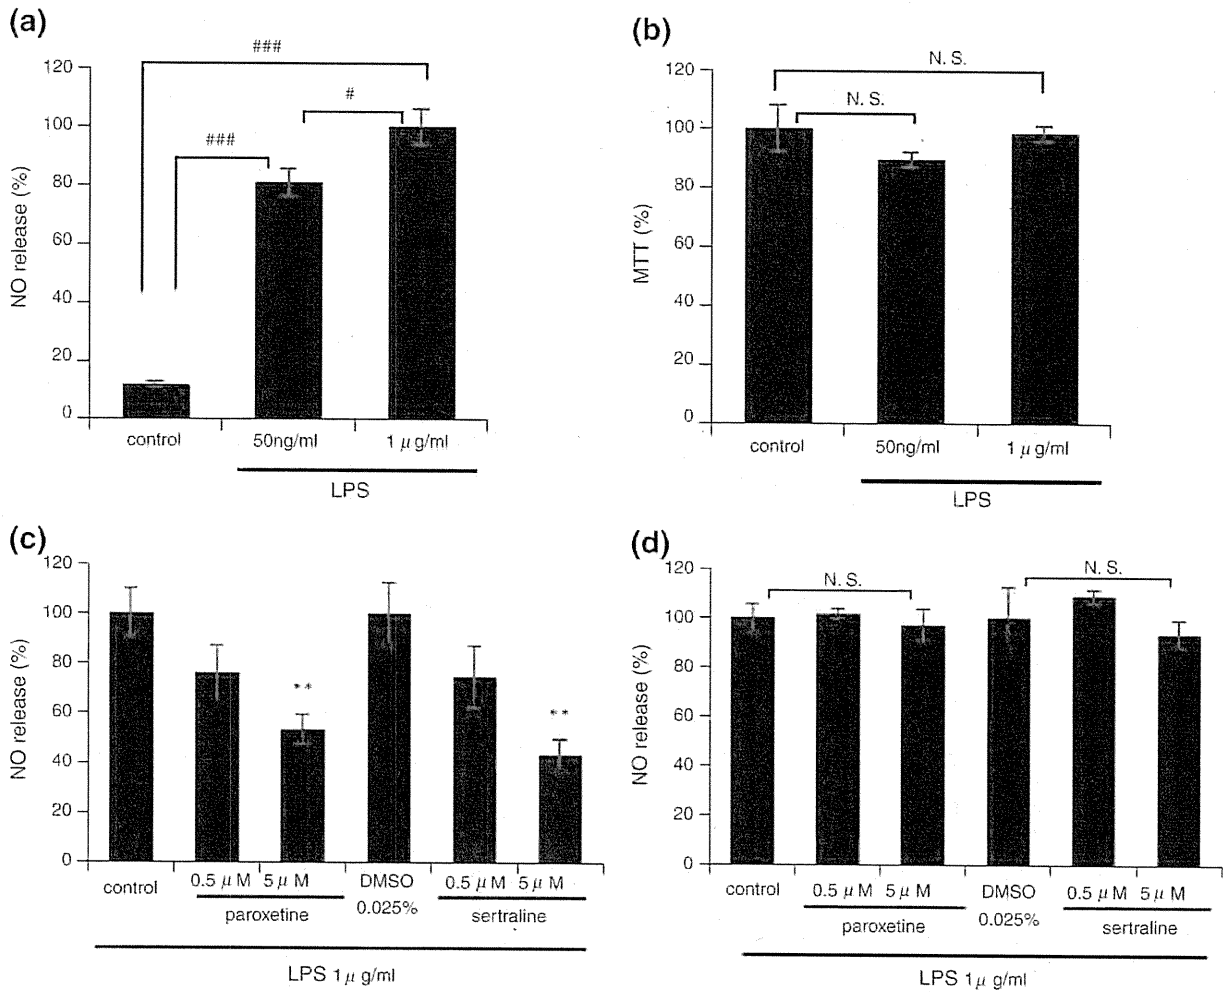 (a)
###
#
###
120
100
80
60
40
20
0
NO release (%)
control
50ng/ml
1 μ g/ml
LPS
(b)
N. S.
N. S.
120
100
80
60
40
20
0
MTT (%)
control
50ng/ml
1 μ g/ml
LPS
(c)
120
100
80
60
40
20
0
NO release (%)
**
**
control
0.5 μ M 5 μ M
DMSO
0.025%
0.5 μ M 5 μ M
paroxetine
sertraline
LPS 1μ g/ml
(d)
N. S.
N. S.
120
100
80
60
40
20
0
NO release (%)
control
0.5 μ M 5 μ M
DMSO
0.025%
0.5 μ M 5 μ M
paroxetine
sertraline
LPS 1μ g/ml